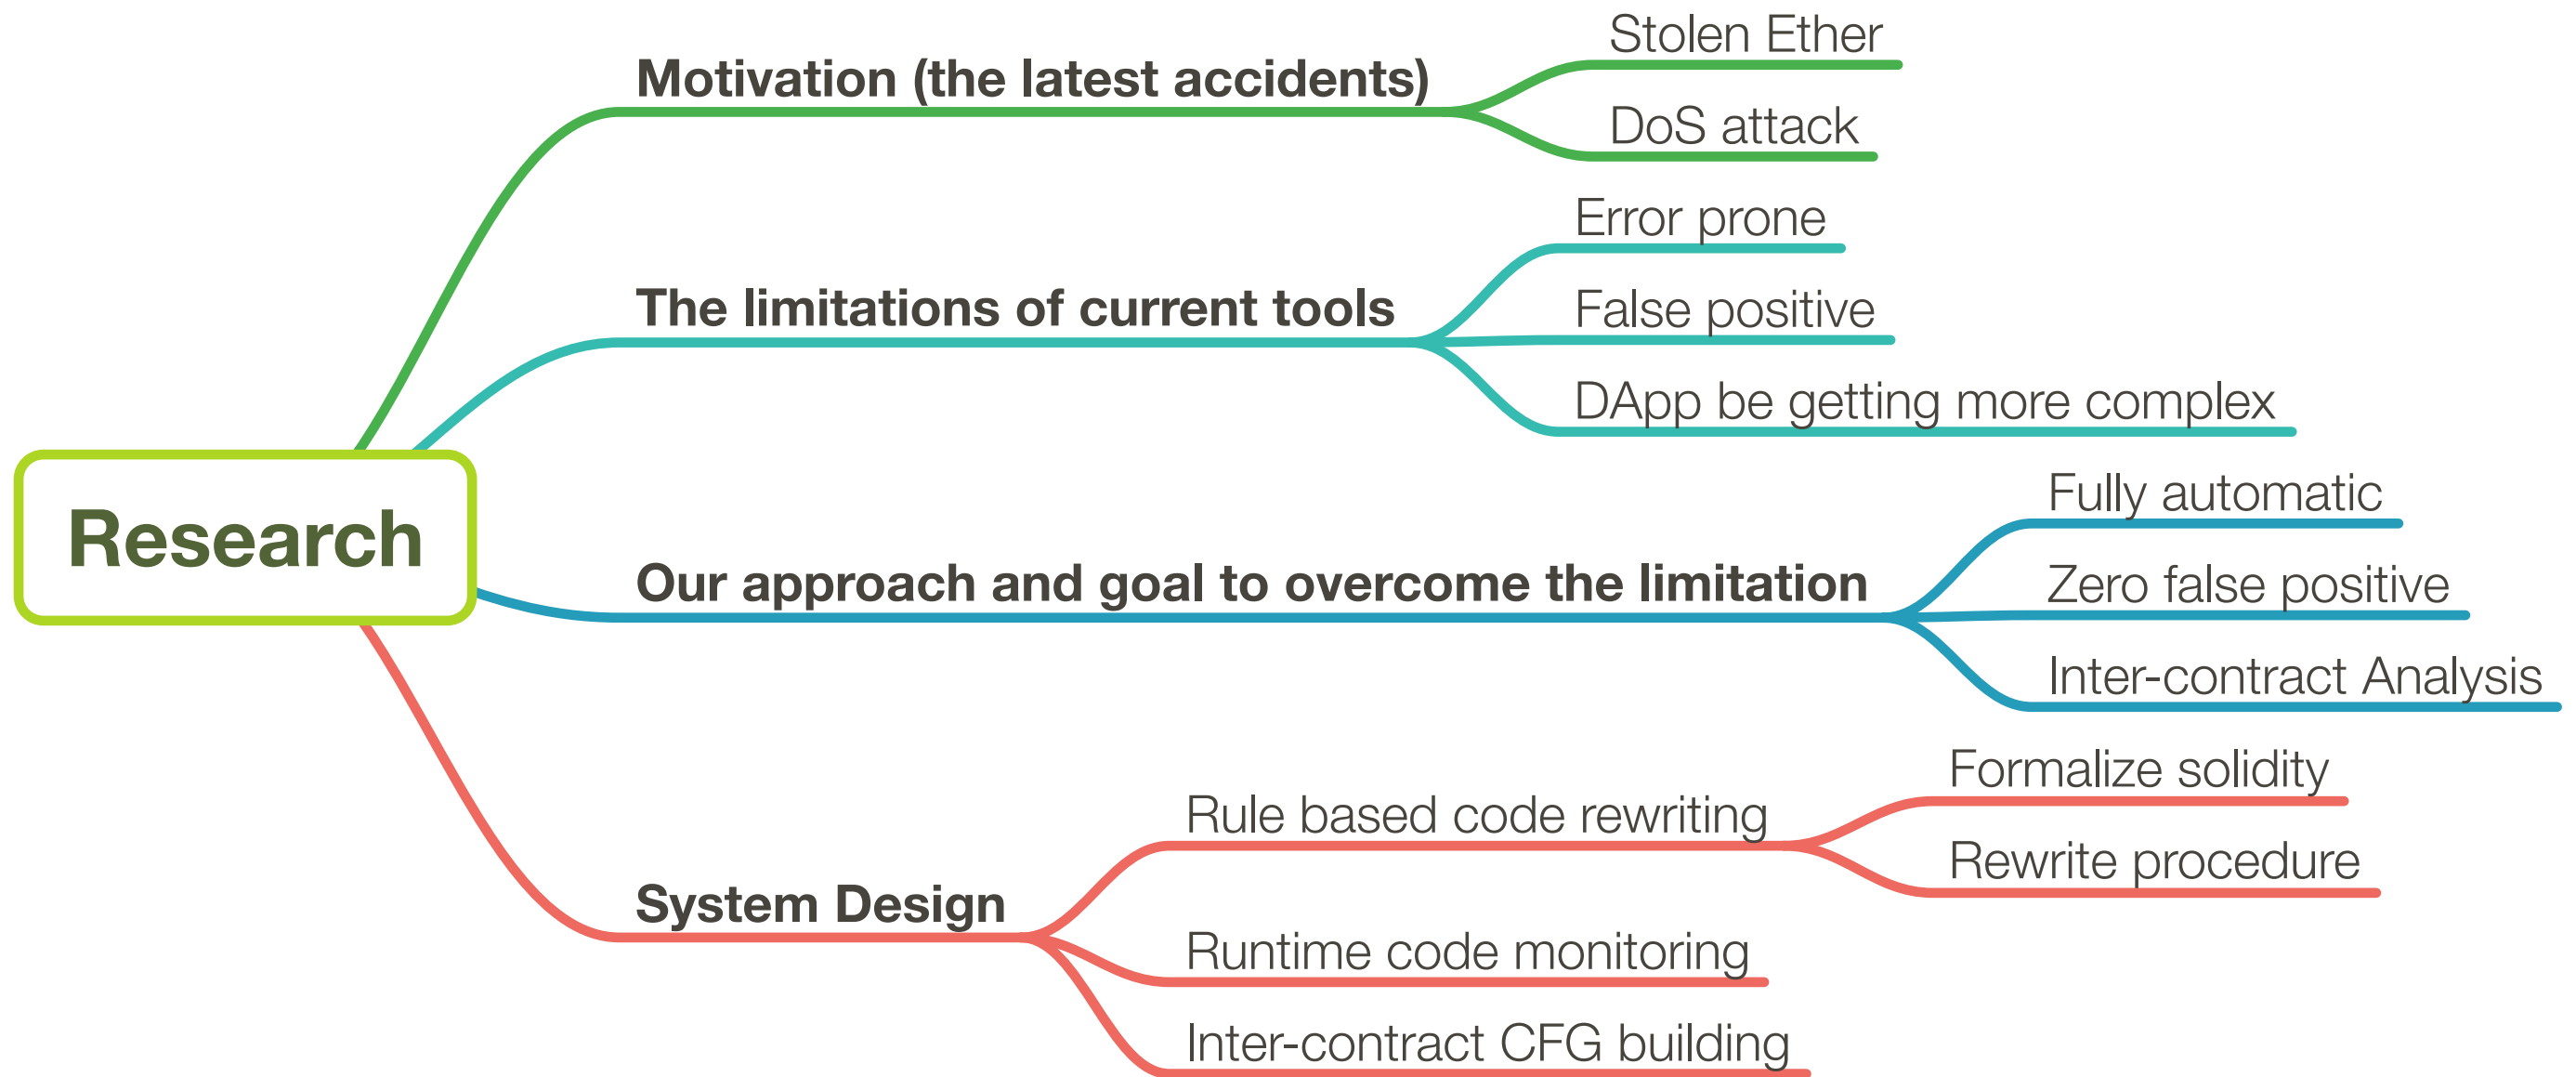 Research
Motivation (the latest accidents)
Stolen Ether
DoS attack
The limitations of current tools
Error prone
False positive
DApp be getting more complex
Our approach and goal to overcome the limitation
Fully automatic
Zero false positive
Inter-contract Analysis
System Design
Rule based code rewriting
Formalize solidity
Rewrite procedure
Runtime code monitoring
Inter-contract CFG building